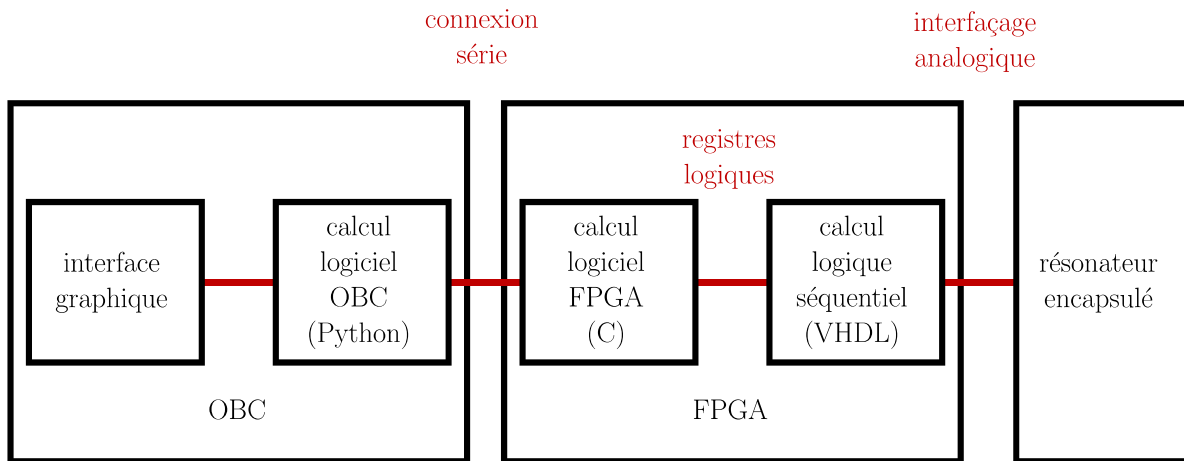 connexion
série
interfaçage
analogique
registres
logiques
interface
graphique
calcul
logiciel
OBC
(Python)
calcul
logiciel
FPGA
(C)
calcul
logique
séquentiel
(VHDL)
résonateur
encapsulé
OBC
FPGA